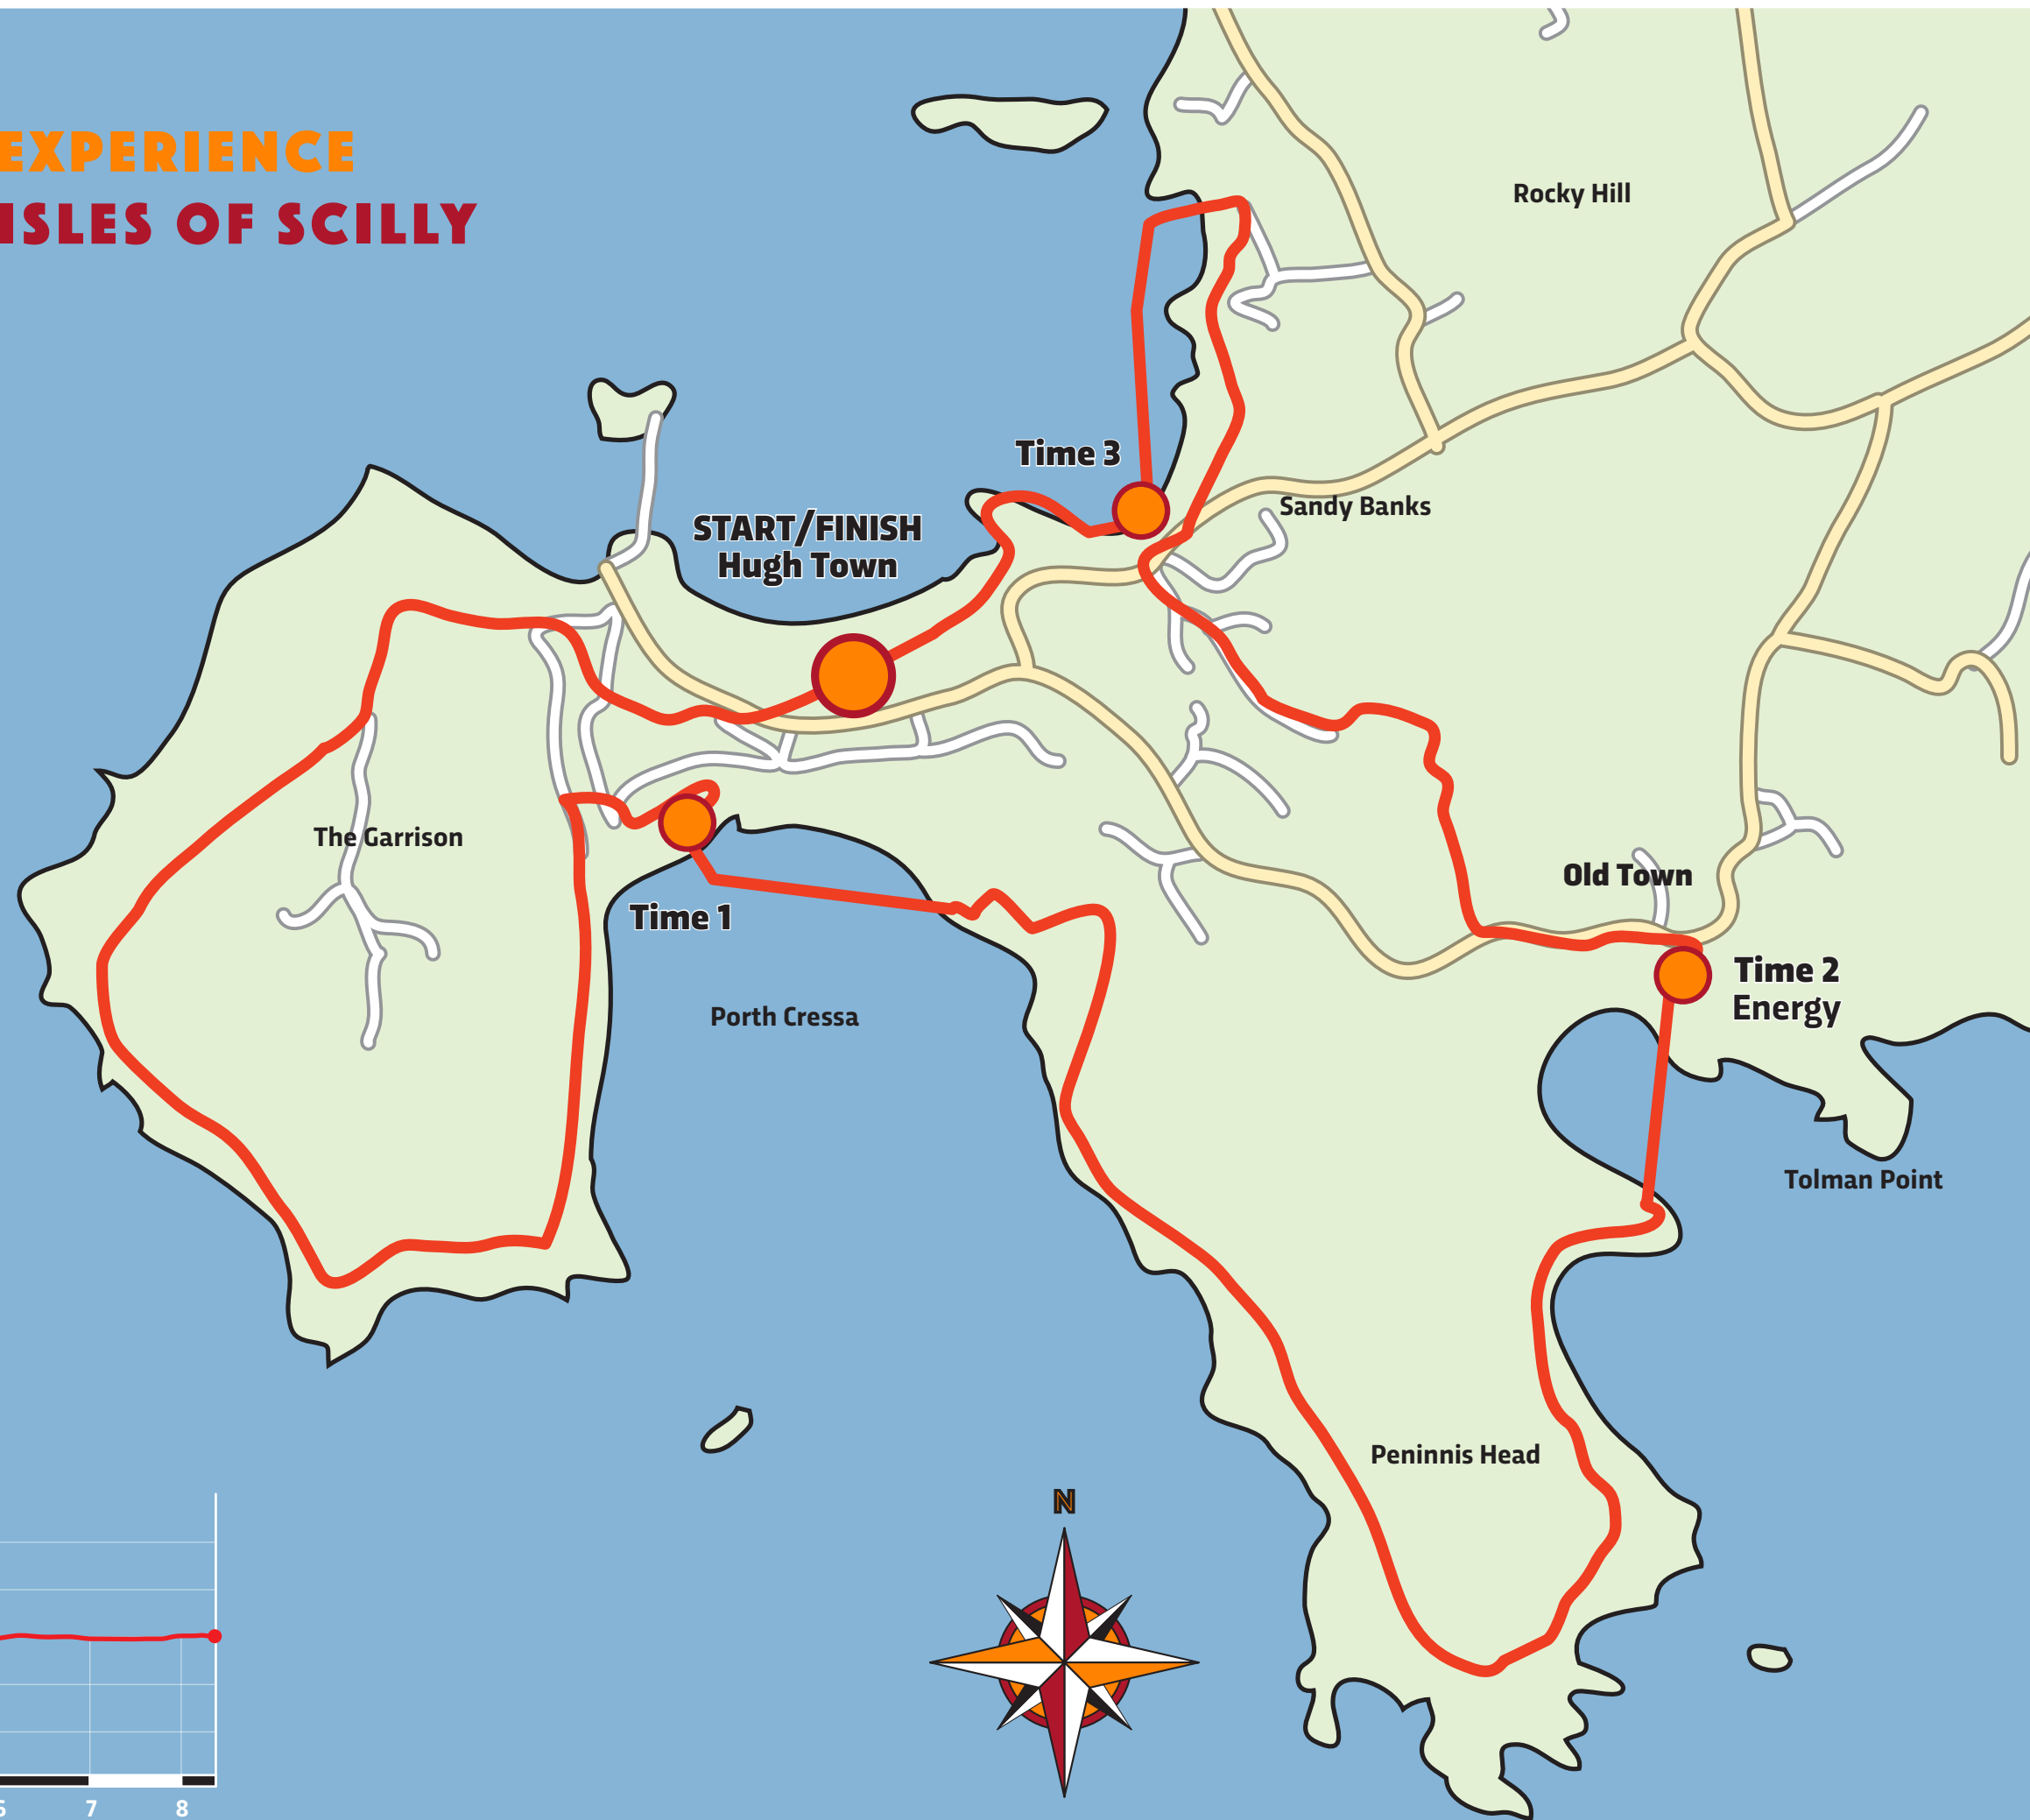 EXPERIENCE
ISLES OF SCILLY
Rocky Hill
Time 3
Sandy Banks
START/FINISH
Hugh Town
The Garrison
Time 1
Old Town
Time 2
Energy
Porth Cressa
Tolman Point
Peninnis Head
N
7 8